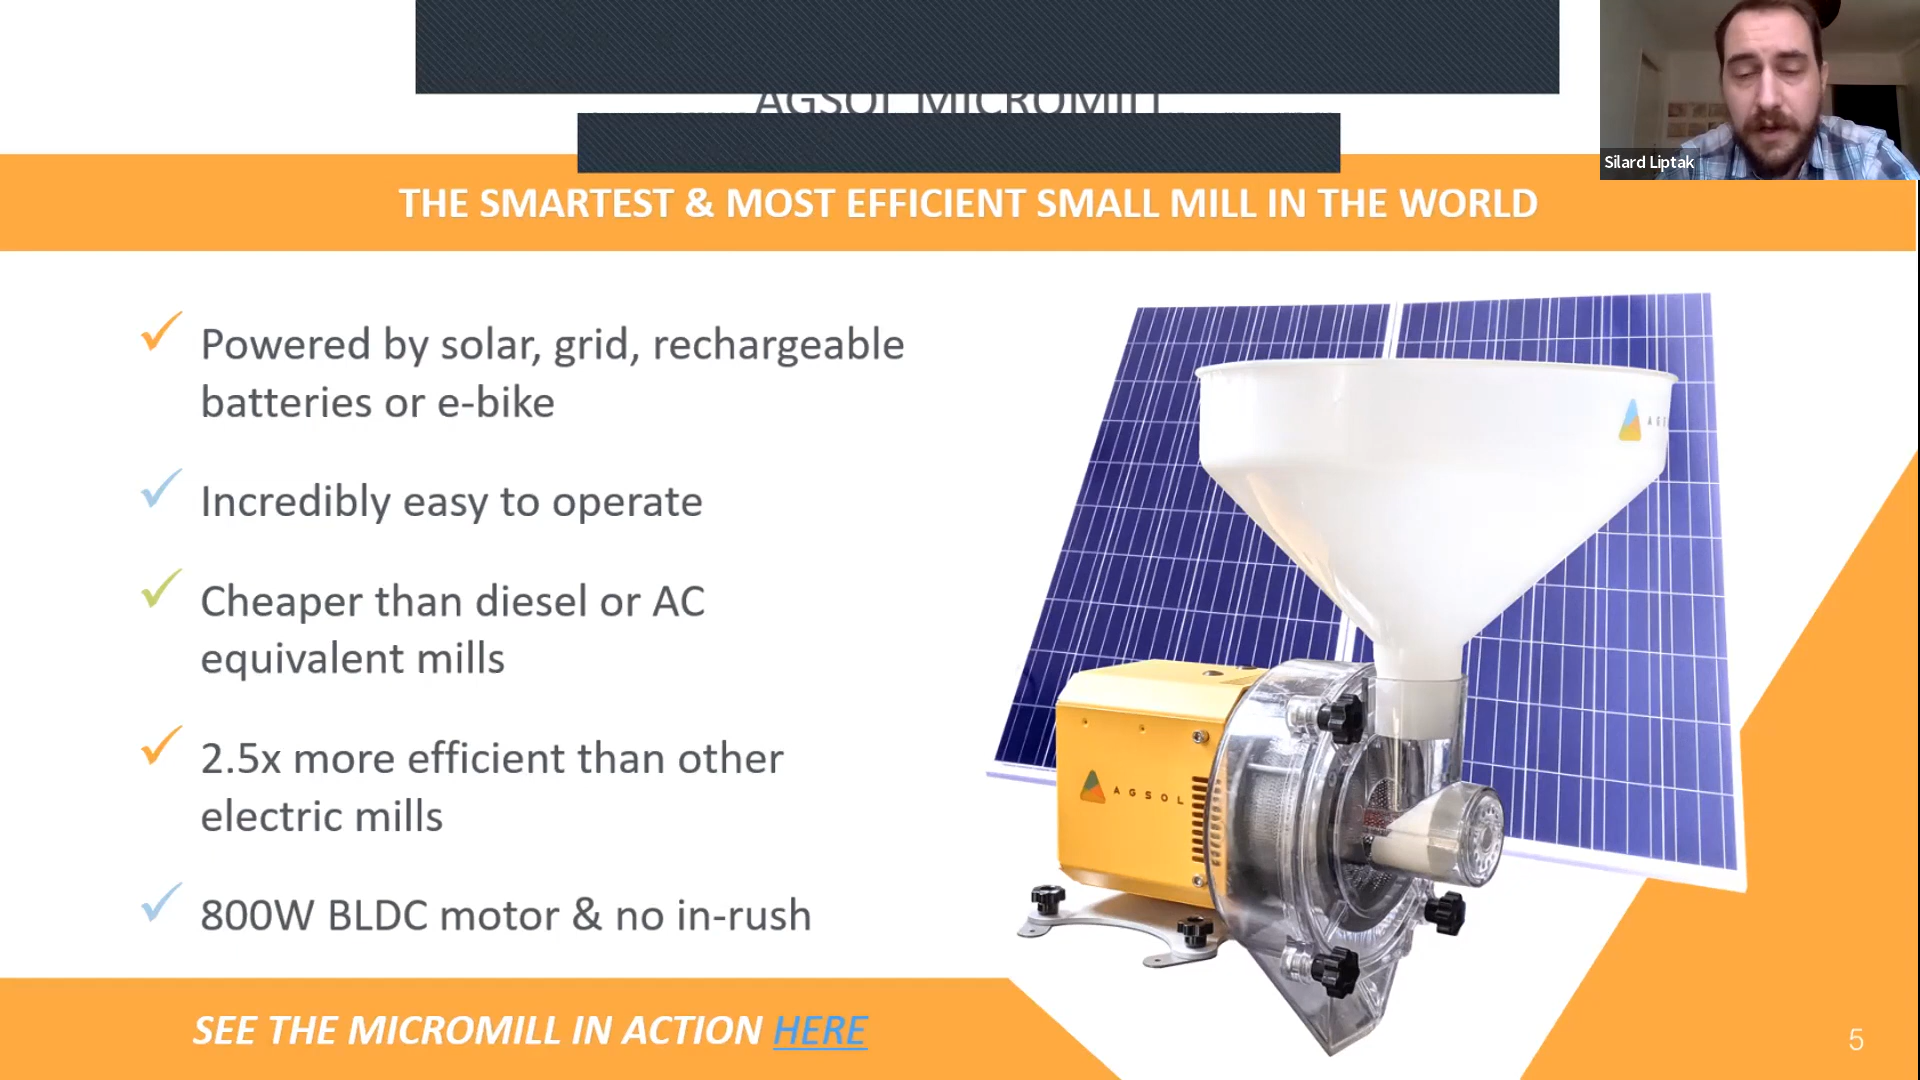 AGSOL MICROMILL
Silard Liptak
THE SMARTEST & MOST EFFICIENT SMALL MILL IN THE WORLD
Powered by solar, grid, rechargeable
batteries or e-bike
Incredibly easy to operate
Cheaper than diesel or AC
equivalent mills
2.5x more efficient than other
electric mills
800W BLDC motor & no in-rush
AGS
AGSOL
SEE THE MICROMILL IN ACTION HERE
5